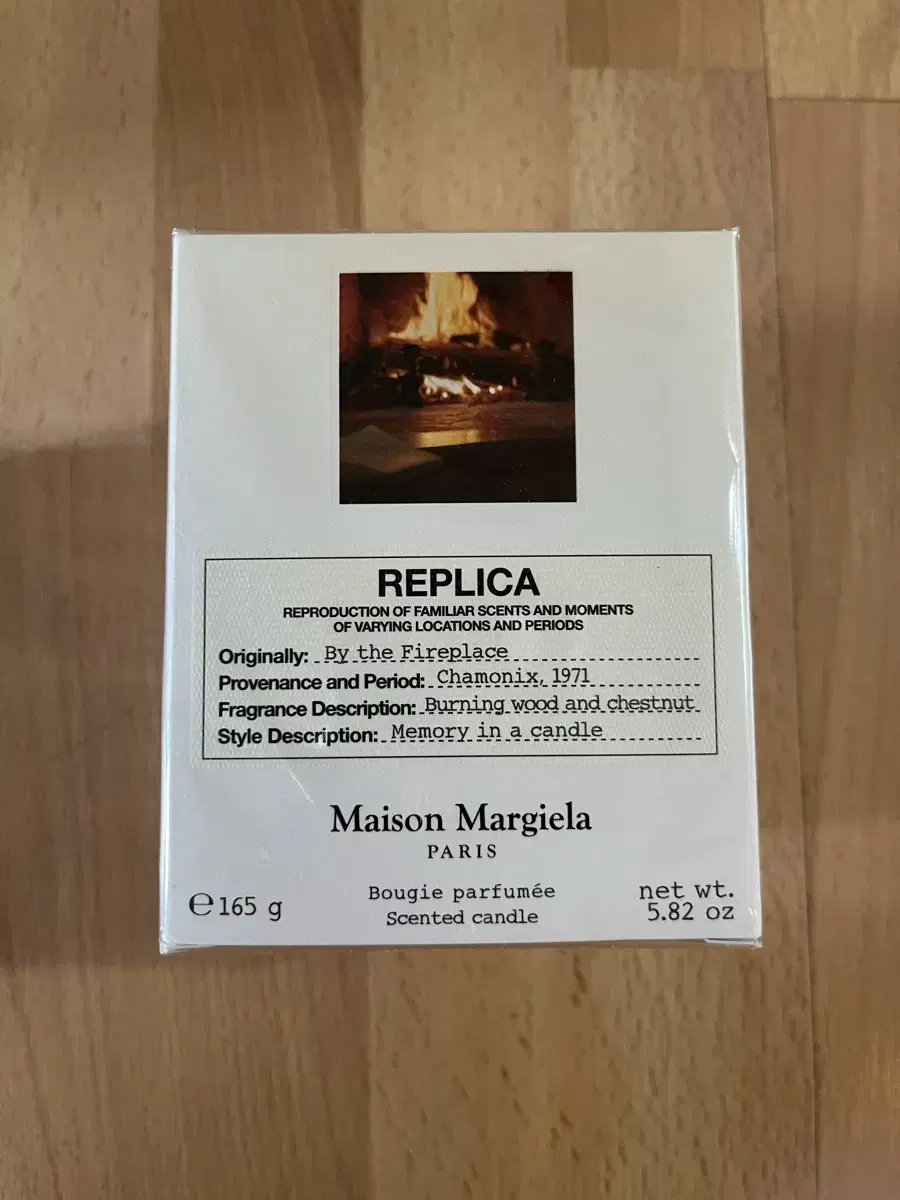 REPLICA
REPRODUCTION OF FAMILIAR SCENTS AND MOMENTS
OF VARYING LOCATIONS AND PERIODS
Originally: By the Fireplace
Provenance and Period: Chamonix, 1971
Fragrance Description: Burning wood and chestnut
Style Description: Memory in a candle
Maison Margiela
PARIS
℮165 g
Bougie parfumée
Scented candle
net wt.
5.82 oz